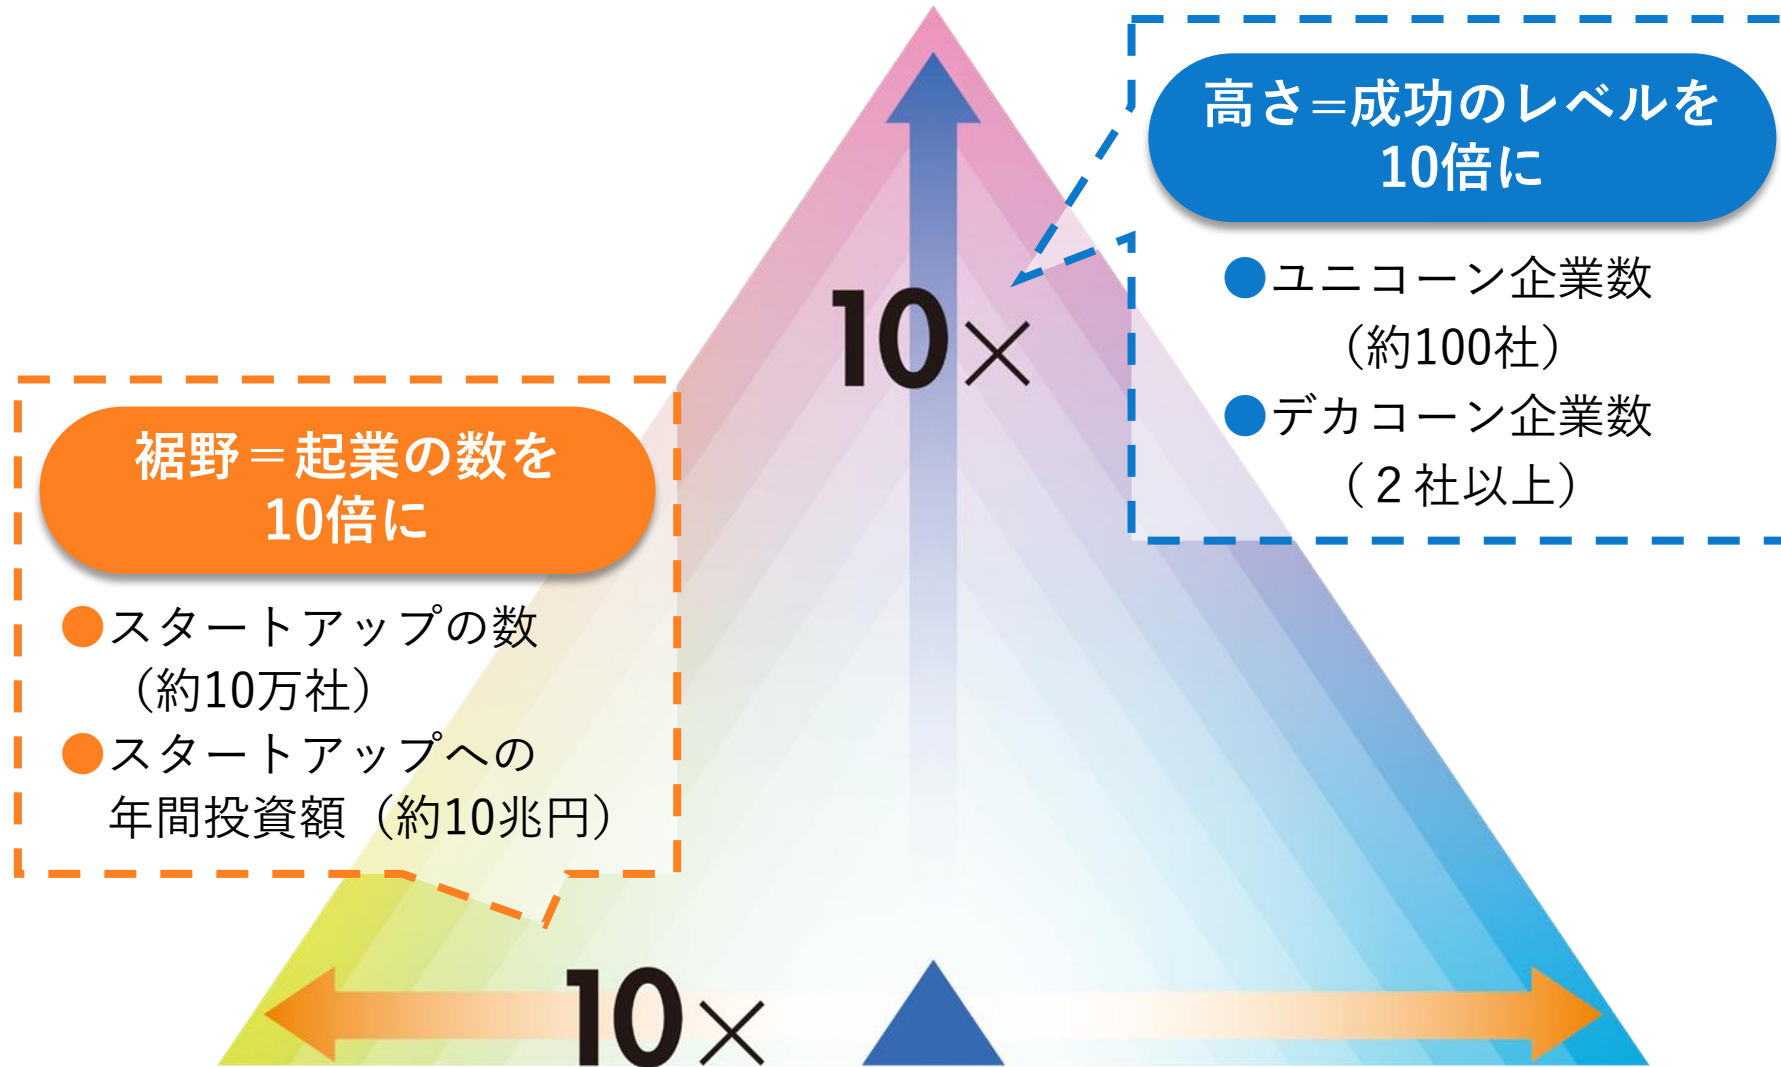 高さ＝成功のレベルを
10倍に
●ユニコーン企業数
（約100社）
●デカコーン企業数
（２社以上）
10×
裾野＝起業の数を
10倍に
●スタートアップの数
（約10万社）
●スタートアップへの
年間投資額（約10兆円）
10×